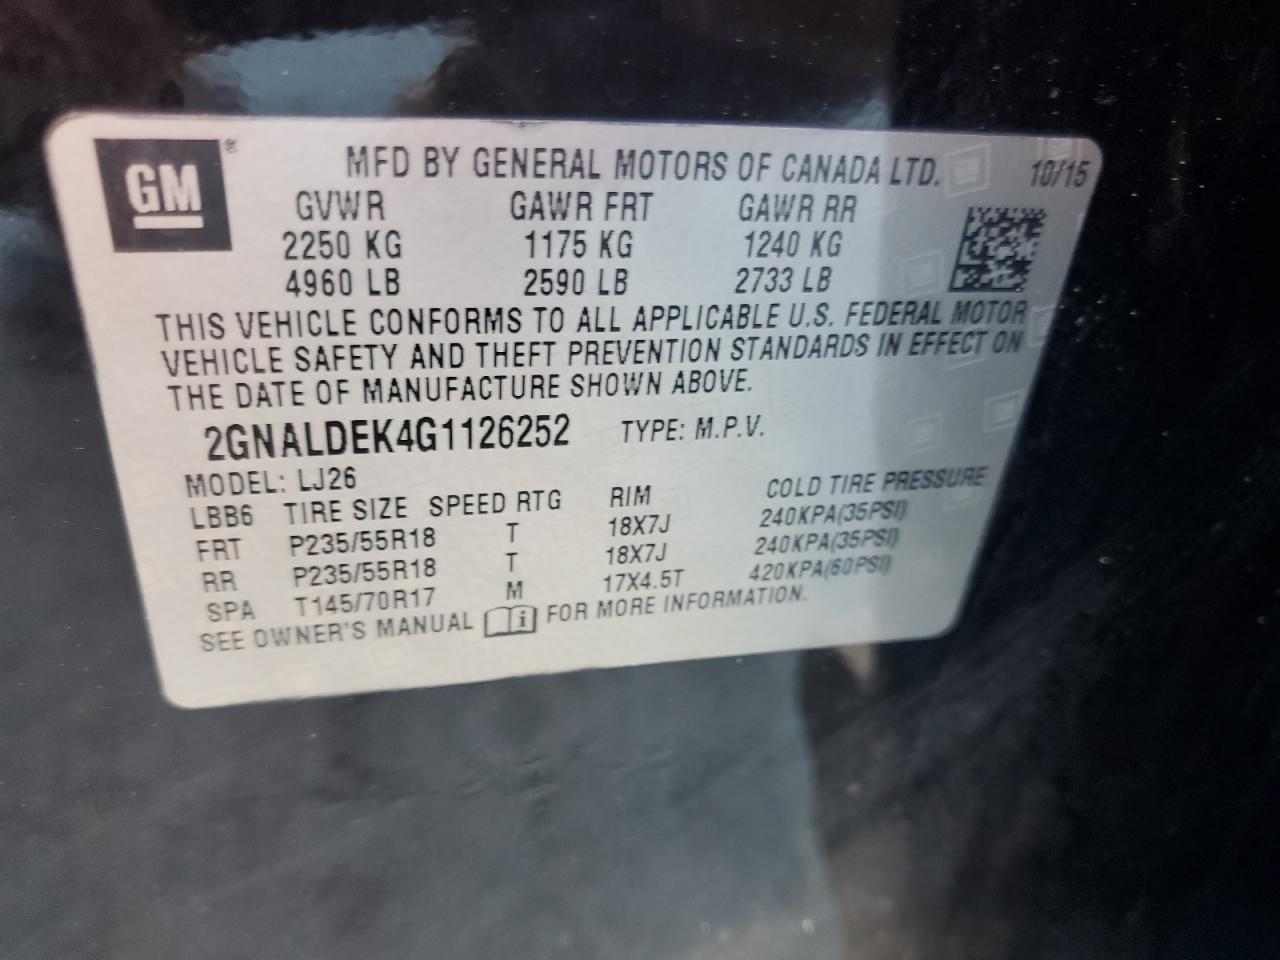 GM®
MFD BY GENERAL MOTORS OF CANADA LTD. 10/15
GVWR GAWR FRT GAWR RR
2250 KG 1175 KG 1240 KG
4960 LB 2590 LB 2733 LB
THIS VEHICLE CONFORMS TO ALL APPLICABLE U.S. FEDERAL MOTOR
VEHICLE SAFETY AND THEFT PREVENTION STANDARDS IN EFFECT ON
THE DATE OF MANUFACTURE SHOWN ABOVE.
2GNALDEK4G1126252 TYPE: M.P.V.
MODEL: LJ26
LBB6 TIRE SIZE SPEED RTG RIM COLD TIRE PRESSURE
FRT P235/55R18 T 18X7J 240KPA(35PSI)
RR P235/55R18 T 18X7J 240KPA(35PSI)
SPA T145/70R17 M 17X4.5T 420KPA(60PSI)
SEE OWNER'S MANUAL i FOR MORE INFORMATION.